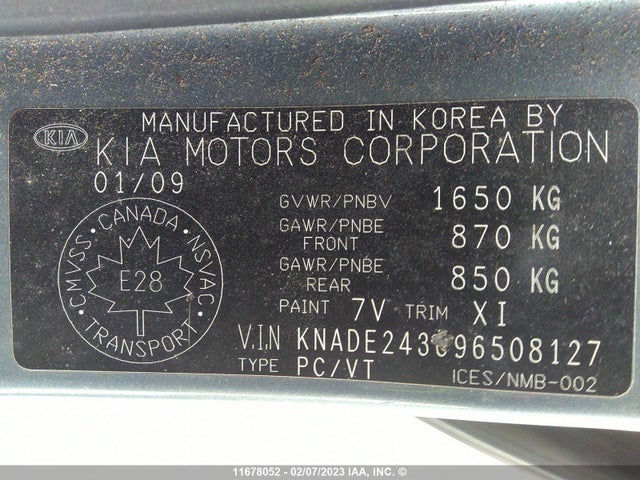 KIA
MANUFACTURED IN KOREA BY
KIA MOTORS CORPORATION
01/09
GVWR/PNBV 1650 KG
GAWR/PNBE FRONT 870 KG
GAWR/PNBE REAR 850 KG
PAINT 7V TRIM XI
V.I.N KNADE243696508127
TYPE PC/VT
ICES/NMB-002
CMVSS · CANADA · NSVAC
E28
TRANSPORT
11678052 - 02/07/2023 IAA, Inc. ©